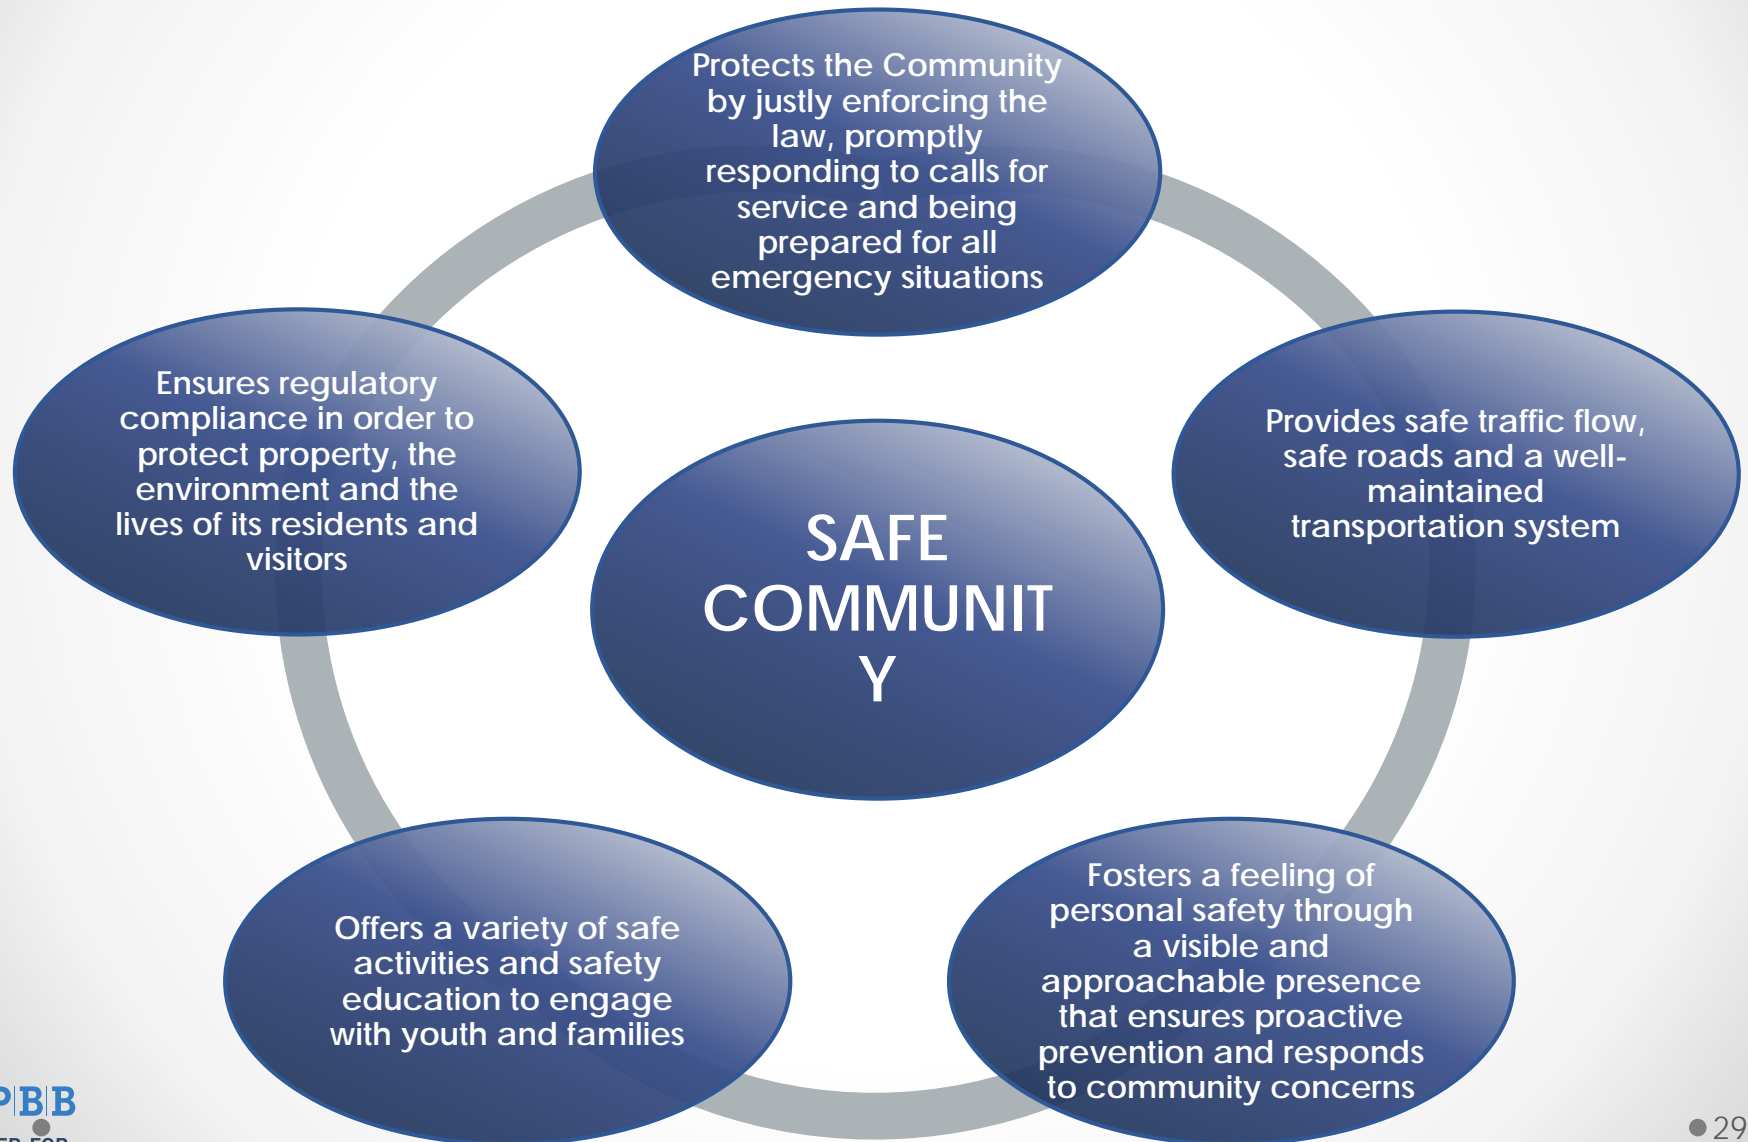 Protects the Community
by justly enforcing the
law, promptly
responding to calls for
service and being
prepared for all
emergency situations
Provides safe traffic flow,
safe roads and a well-
maintained
transportation system
Fosters a feeling of
personal safety through
a visible and
approachable presence
that ensures proactive
prevention and responds
to community concerns
Offers a variety of safe
activities and safety
education to engage
with youth and families
Ensures regulatory
compliance in order to
protect property, the
environment and the
lives of its residents and
visitors
SAFE
COMMUNIT
Y
P|B|B
29